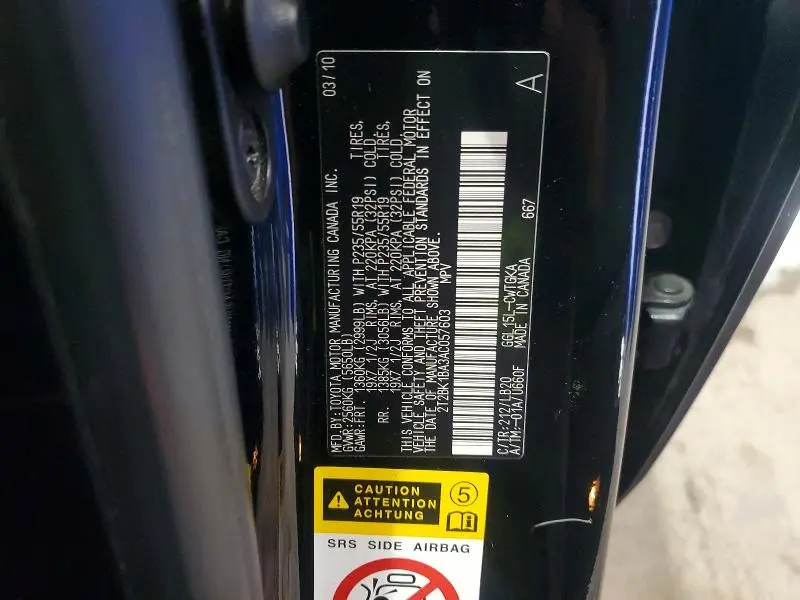 MFD.BY:TOYOTA MOTOR MANUFACTURING CANADA INC. 03/10
GVWR:2560KG (5650LB)
GAWR:FRT. 1360KG (2999LB) WITH P235/55R19 TIRES,
19X7 1/2J RIMS, AT 220KPA (32PSI) COLD
RR. 1385KG (3056LB) WITH P235/55R19 TIRES,
19X7 1/2J RIMS, AT 220KPA (32PSI) COLD
THIS VEHICLE CONFORMS TO ALL APPLICABLE FEDERAL MOTOR
VEHICLE SAFETY AND THEFT PREVENTION STANDARDS IN EFFECT ON
THE DATE OF MANUFACTURE SHOWN ABOVE.
2T2BK1BA3AC057603 MPV
C/TR:212/LB20 GGL15L-CWTGKA 667
A/TM:-01A/U660F MADE IN CANADA
A
CAUTION
ATTENTION
ACHTUNG
5
SRS SIDE AIRBAG